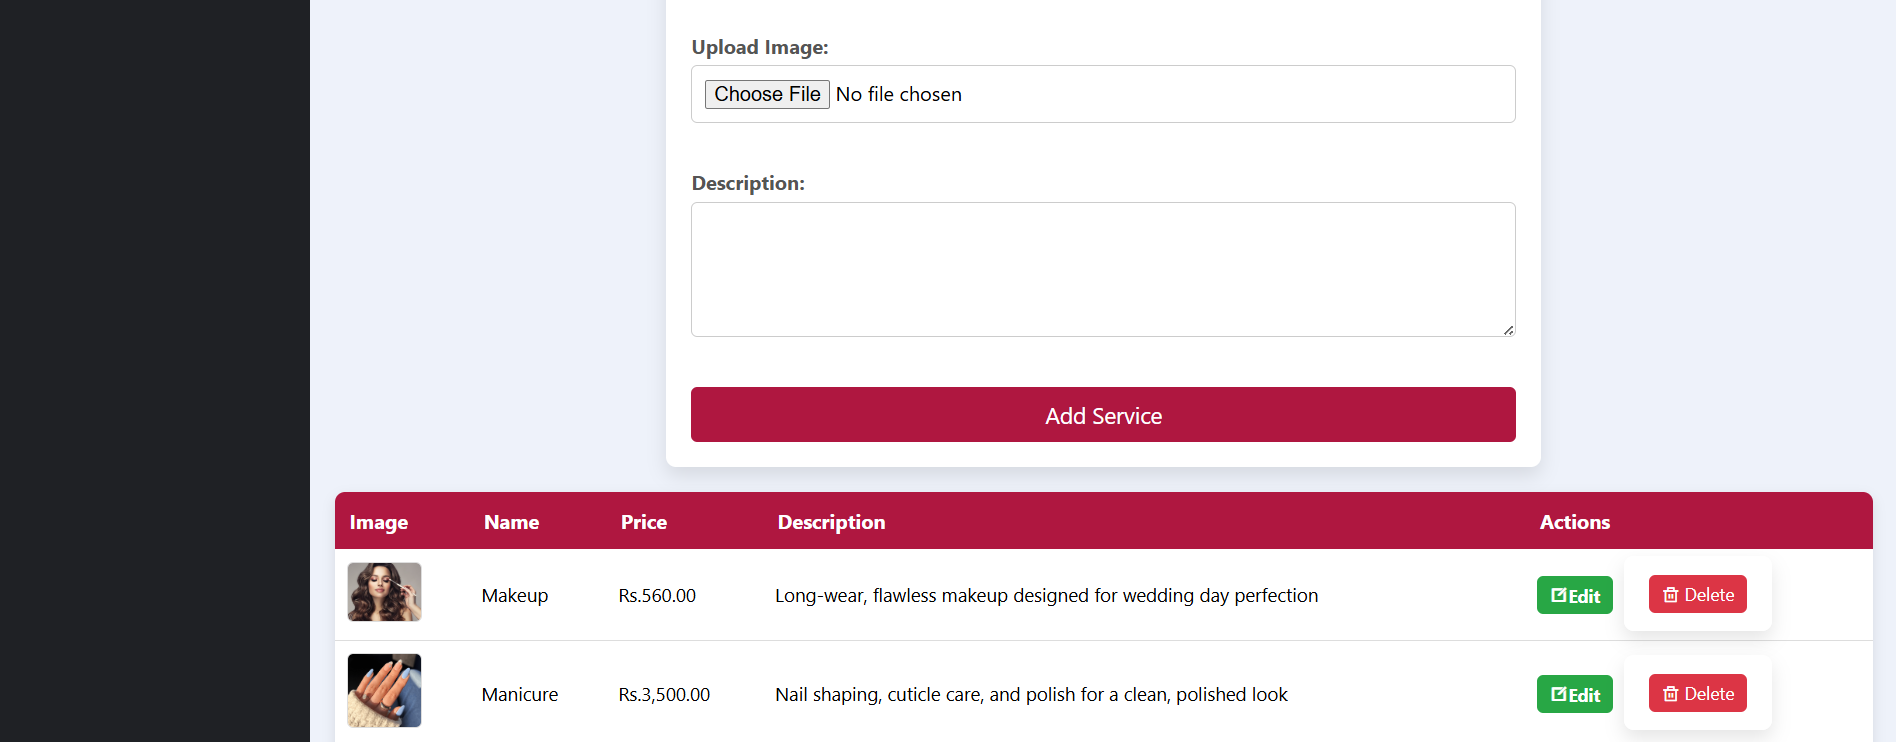 Upload Image:
Choose File No file chosen
Description:
Add Service
Image Name Price Description Actions
Makeup Rs.560.00 Long-wear, flawless makeup designed for wedding day perfection Edit Delete
Manicure Rs.3,500.00 Nail shaping, cuticle care, and polish for a clean, polished look Edit Delete